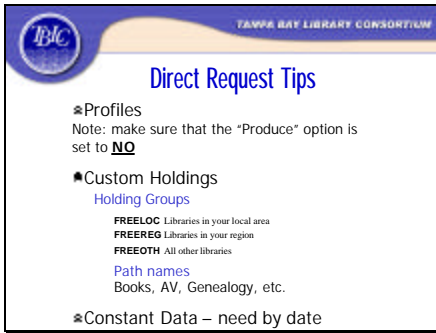 TBLC
TAMPA BAY LIBRARY CONSORTIUM
Direct Request Tips
Profiles
Note: make sure that the “Produce” option is
set to NO
Custom Holdings
Holding Groups
FREELOC Libraries in your local area
FREEREG Libraries in your region
FREEOTH All other libraries
Path names
Books, AV, Genealogy, etc.
Constant Data – need by date